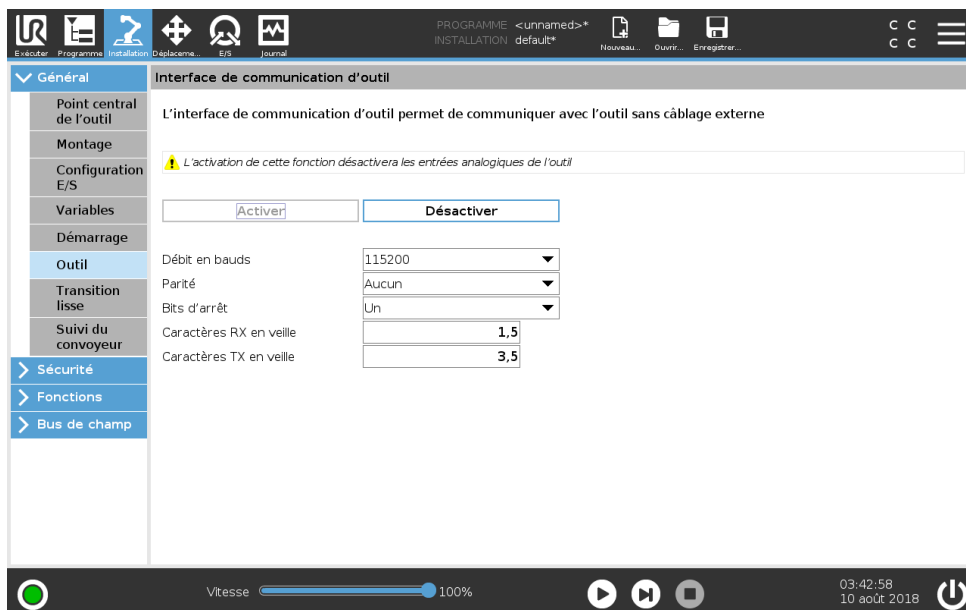 PROGRAMME <unnamed>*
INSTALLATION default*
Exécuter Programme Installation Déplaceme... E/S Journal
Nouveau... Ouvrir... Enregistrer...
C C
C C
Général
Point central
de l'outil
Montage
Configuration
E/S
Variables
Démarrage
Outil
Transition
lisse
Suivi du
convoyeur
Sécurité
Fonctions
Bus de champ
Interface de communication d'outil
L'interface de communication d'outil permet de communiquer avec l'outil sans câblage externe
L'activation de cette fonction désactivera les entrées analogiques de l'outil
Activer Désactiver
Débit en bauds 115200
Parité Aucun
Bits d'arrêt Un
Caractères RX en veille 1,5
Caractères TX en veille 3,5
Vitesse 100%
03:42:58
10 août 2018